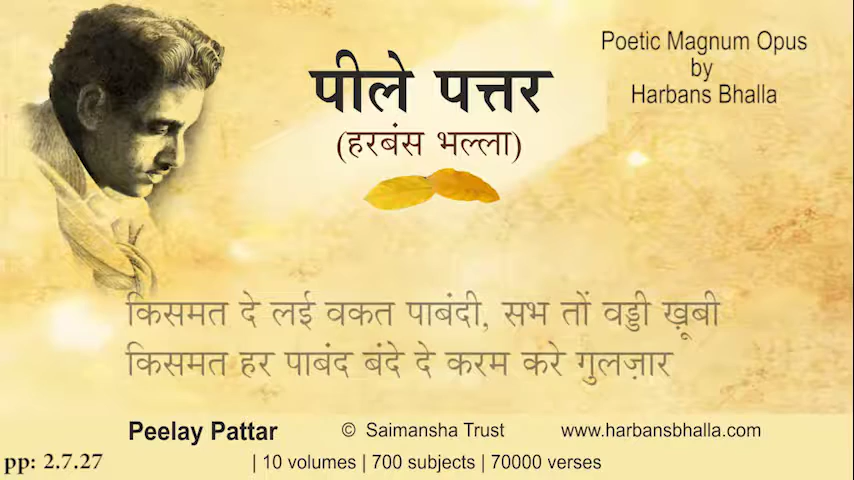 पीले पत्तर
(हरबंस भल्ला)
Poetic Magnum Opus
by
Harbans Bhalla
किसमत दे लई वकत पाबंदी, सभ तों वड्डी ख़ूबी
किसमत हर पाबंद बंदे दे करम करे गुलज़ार
Peelay Pattar © Saimansha Trust www.harbansbhalla.com
pp: 2.7.27 | 10 volumes | 700 subjects | 70000 verses